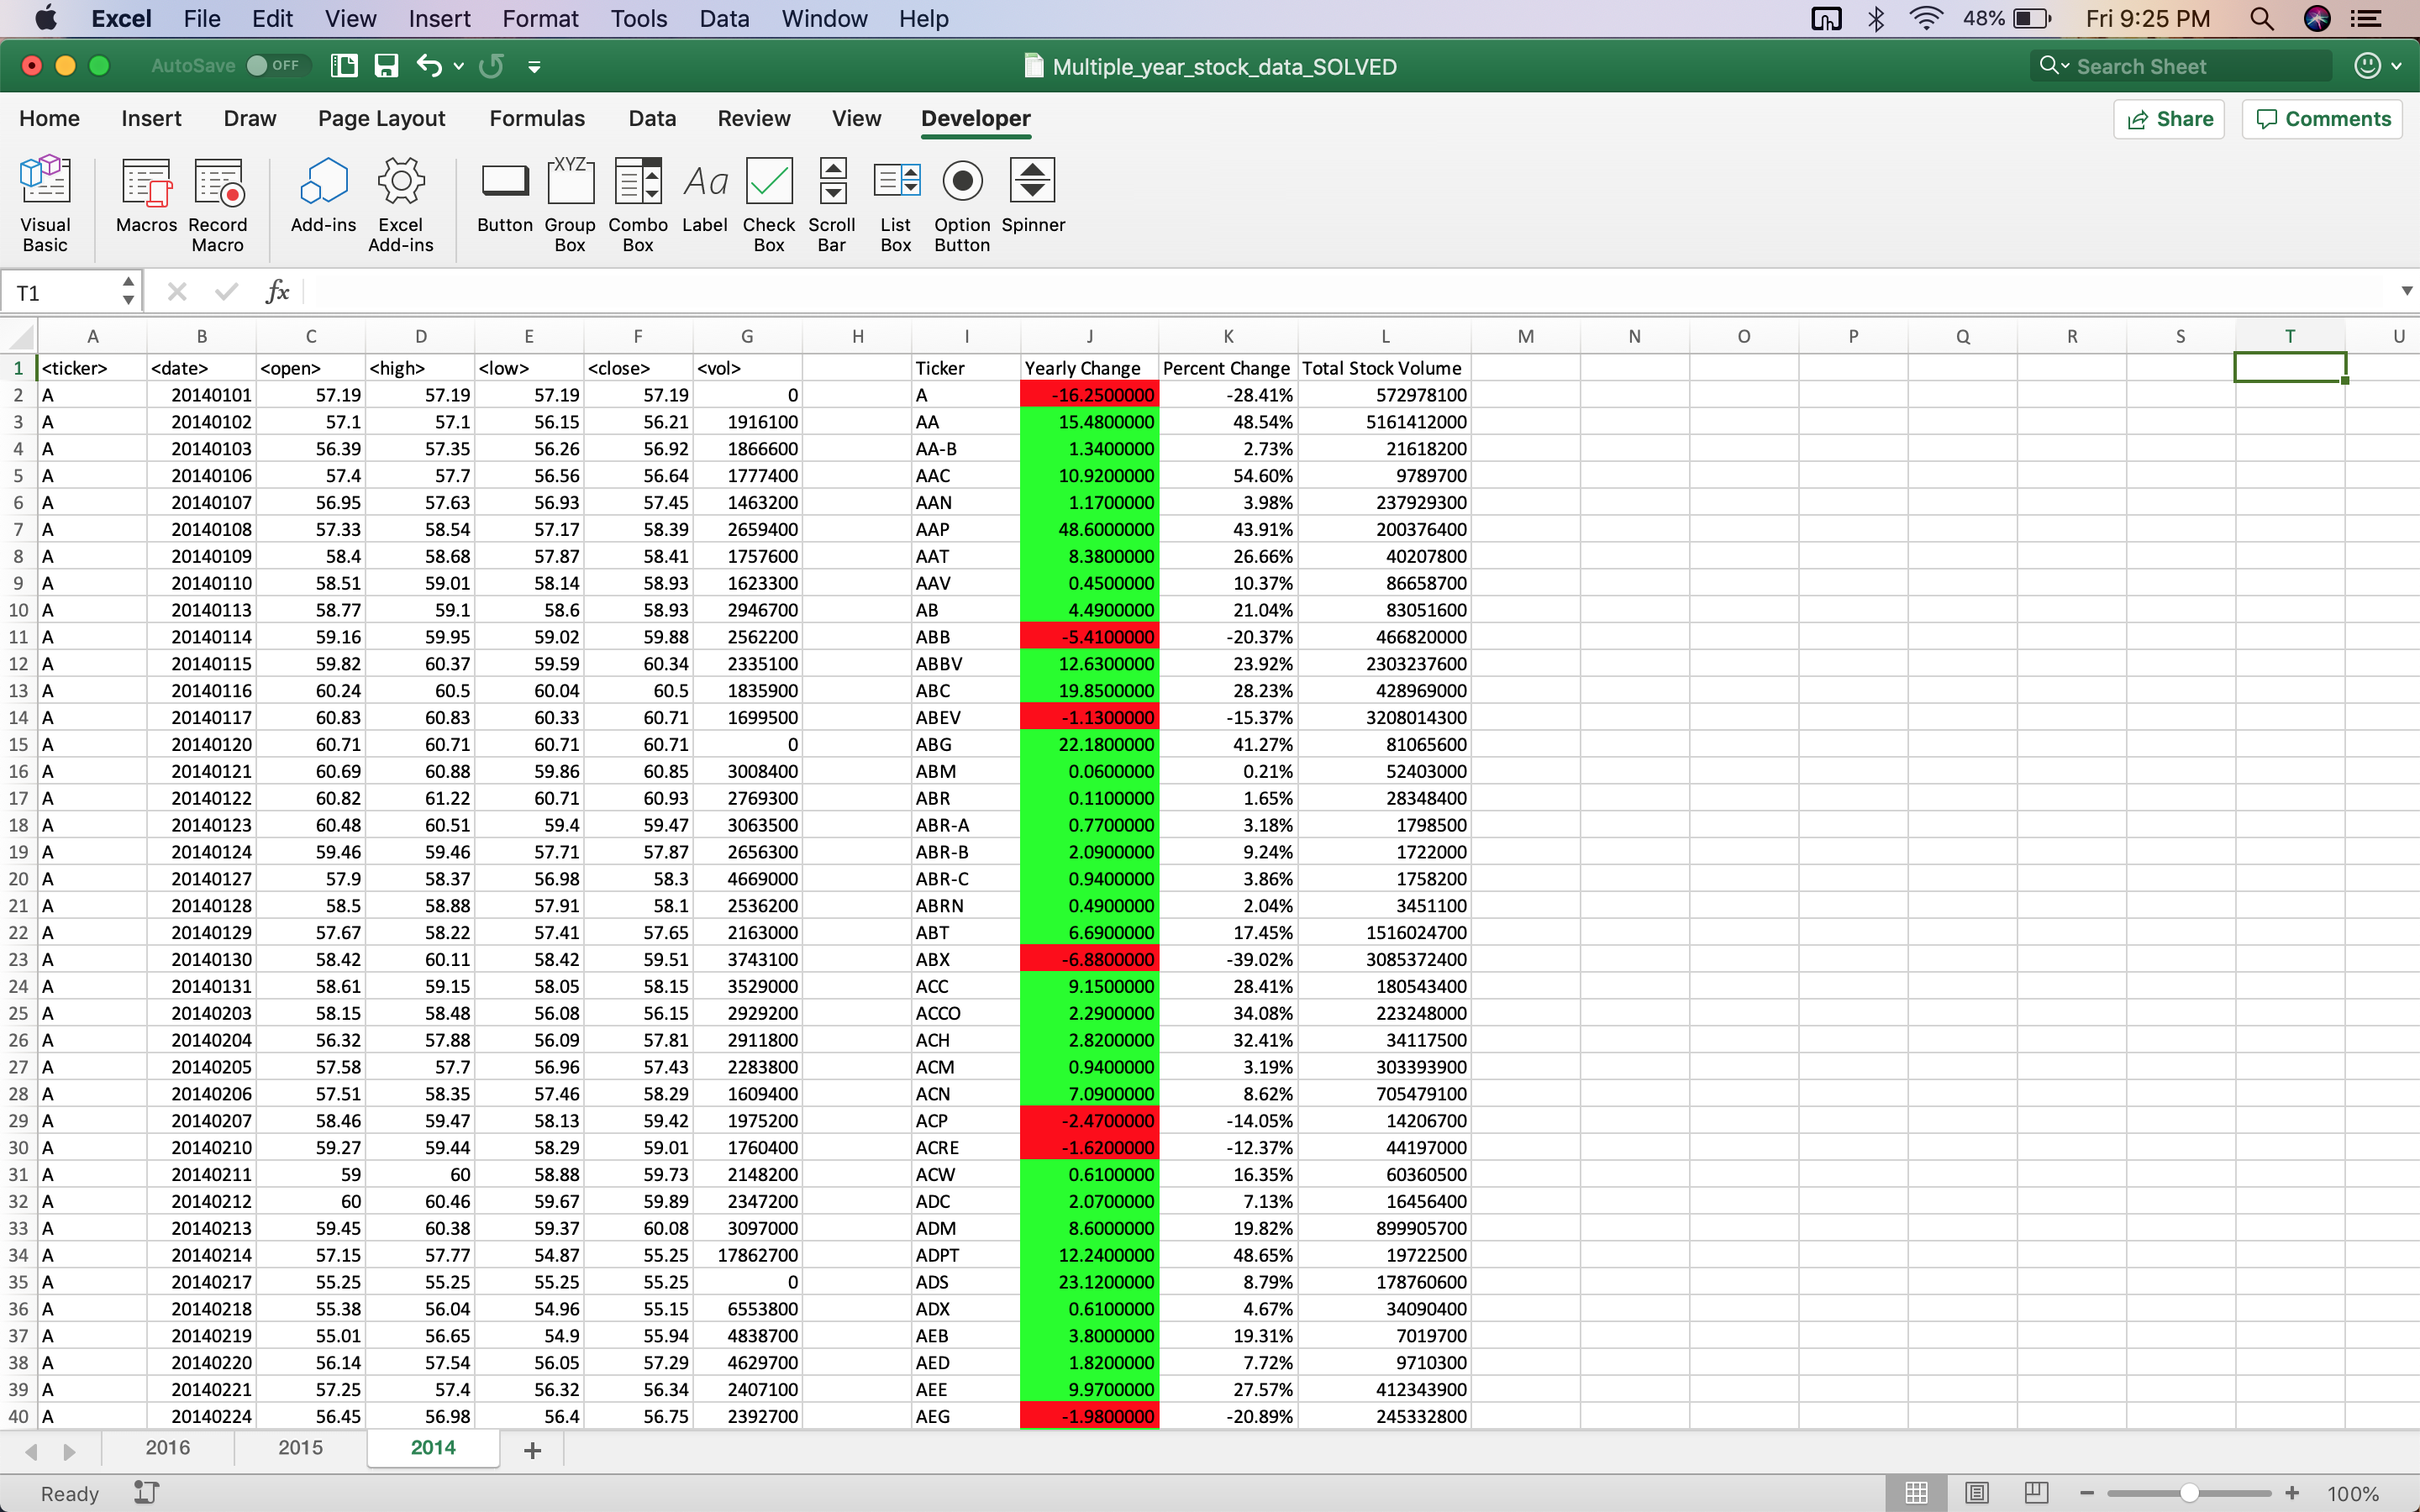 Excel File Edit View Insert Format Tools Data Window Help 48% Fri 9:25 PM
AutoSave OFF Multiple_year_stock_data_SOLVED Search Sheet
Home Insert Draw Page Layout Formulas Data Review View Developer Share Comments
XYZ Aa
Visual Basic Macros Record Macro Add-ins Excel Add-ins Button Group Box Combo Box Label Check Box Scroll Bar List Box Option Button Spinner
T1 fx
A B C D E F G H I J K L M N O P Q R S T U
1 <ticker> <date> <open> <high> <low> <close> <vol> Ticker Yearly Change Percent Change Total Stock Volume
2 A 20140101 57.19 57.19 57.19 57.19 0 A -16.2500000 -28.41% 572978100
3 A 20140102 57.1 57.1 56.15 56.21 1916100 AA 15.4800000 48.54% 5161412000
4 A 20140103 56.39 57.35 56.26 56.92 1866600 AA-B 1.3400000 2.73% 21618200
5 A 20140106 57.4 57.7 56.56 56.64 1777400 AAC 10.9200000 54.60% 9789700
6 A 20140107 56.95 57.63 56.93 57.45 1463200 AAN 1.1700000 3.98% 237929300
7 A 20140108 57.33 58.54 57.17 58.39 2659400 AAP 48.6000000 43.91% 200376400
8 A 20140109 58.4 58.68 57.87 58.41 1757600 AAT 8.3800000 26.66% 40207800
9 A 20140110 58.51 59.01 58.14 58.93 1623300 AAV 0.4500000 10.37% 86658700
10 A 20140113 58.77 59.1 58.6 58.93 2946700 AB 4.4900000 21.04% 83051600
11 A 20140114 59.16 59.95 59.02 59.88 2562200 ABB -5.4100000 -20.37% 466820000
12 A 20140115 59.82 60.37 59.59 60.34 2335100 ABBV 12.6300000 23.92% 2303237600
13 A 20140116 60.24 60.5 60.04 60.5 1835900 ABC 19.8500000 28.23% 428969000
14 A 20140117 60.83 60.83 60.33 60.71 1699500 ABEV -1.1300000 -15.37% 3208014300
15 A 20140120 60.71 60.71 60.71 60.71 0 ABG 22.1800000 41.27% 81065600
16 A 20140121 60.69 60.88 59.86 60.85 3008400 ABM 0.0600000 0.21% 52403000
17 A 20140122 60.82 61.22 60.71 60.93 2769300 ABR 0.1100000 1.65% 28348400
18 A 20140123 60.48 60.51 59.4 59.47 3063500 ABR-A 0.7700000 3.18% 1798500
19 A 20140124 59.46 59.46 57.71 57.87 2656300 ABR-B 2.0900000 9.24% 1722000
20 A 20140127 57.9 58.37 56.98 58.3 4669000 ABR-C 0.9400000 3.86% 1758200
21 A 20140128 58.5 58.88 57.91 58.1 2536200 ABRN 0.4900000 2.04% 3451100
22 A 20140129 57.67 58.22 57.41 57.65 2163000 ABT 6.6900000 17.45% 1516024700
23 A 20140130 58.42 60.11 58.42 59.51 3743100 ABX -6.8800000 -39.02% 3085372400
24 A 20140131 58.61 59.15 58.05 58.15 3529000 ACC 9.1500000 28.41% 180543400
25 A 20140203 58.15 58.48 56.08 56.15 2929200 ACCO 2.2900000 34.08% 223248000
26 A 20140204 56.32 57.88 56.09 57.81 2911800 ACH 2.8200000 32.41% 34117500
27 A 20140205 57.58 57.7 56.96 57.43 2283800 ACM 0.9400000 3.19% 303393900
28 A 20140206 57.51 58.35 57.46 58.29 1609400 ACN 7.0900000 8.62% 705479100
29 A 20140207 58.46 59.47 58.13 59.42 1975200 ACP -2.4700000 -14.05% 14206700
30 A 20140210 59.27 59.44 58.29 59.01 1760400 ACRE -1.6200000 -12.37% 44197000
31 A 20140211 59 60 58.88 59.73 2148200 ACW 0.6100000 16.35% 60360500
32 A 20140212 60 60.46 59.67 59.89 2347200 ADC 2.0700000 7.13% 16456400
33 A 20140213 59.45 60.38 59.37 60.08 3097000 ADM 8.6000000 19.82% 899905700
34 A 20140214 57.15 57.77 54.87 55.25 17862700 ADPT 12.2400000 48.65% 19722500
35 A 20140217 55.25 55.25 55.25 55.25 0 ADS 23.1200000 8.79% 178760600
36 A 20140218 55.38 56.04 54.96 55.15 6553800 ADX 0.6100000 4.67% 34090400
37 A 20140219 55.01 56.65 54.9 55.94 4838700 AEB 3.8000000 19.31% 7019700
38 A 20140220 56.14 57.54 56.05 57.29 4629700 AED 1.8200000 7.72% 9710300
39 A 20140221 57.25 57.4 56.32 56.34 2407100 AEE 9.9700000 27.57% 412343900
40 A 20140224 56.45 56.98 56.4 56.75 2392700 AEG -1.9800000 -20.89% 245332800
2016 2015 2014 +
Ready 100%